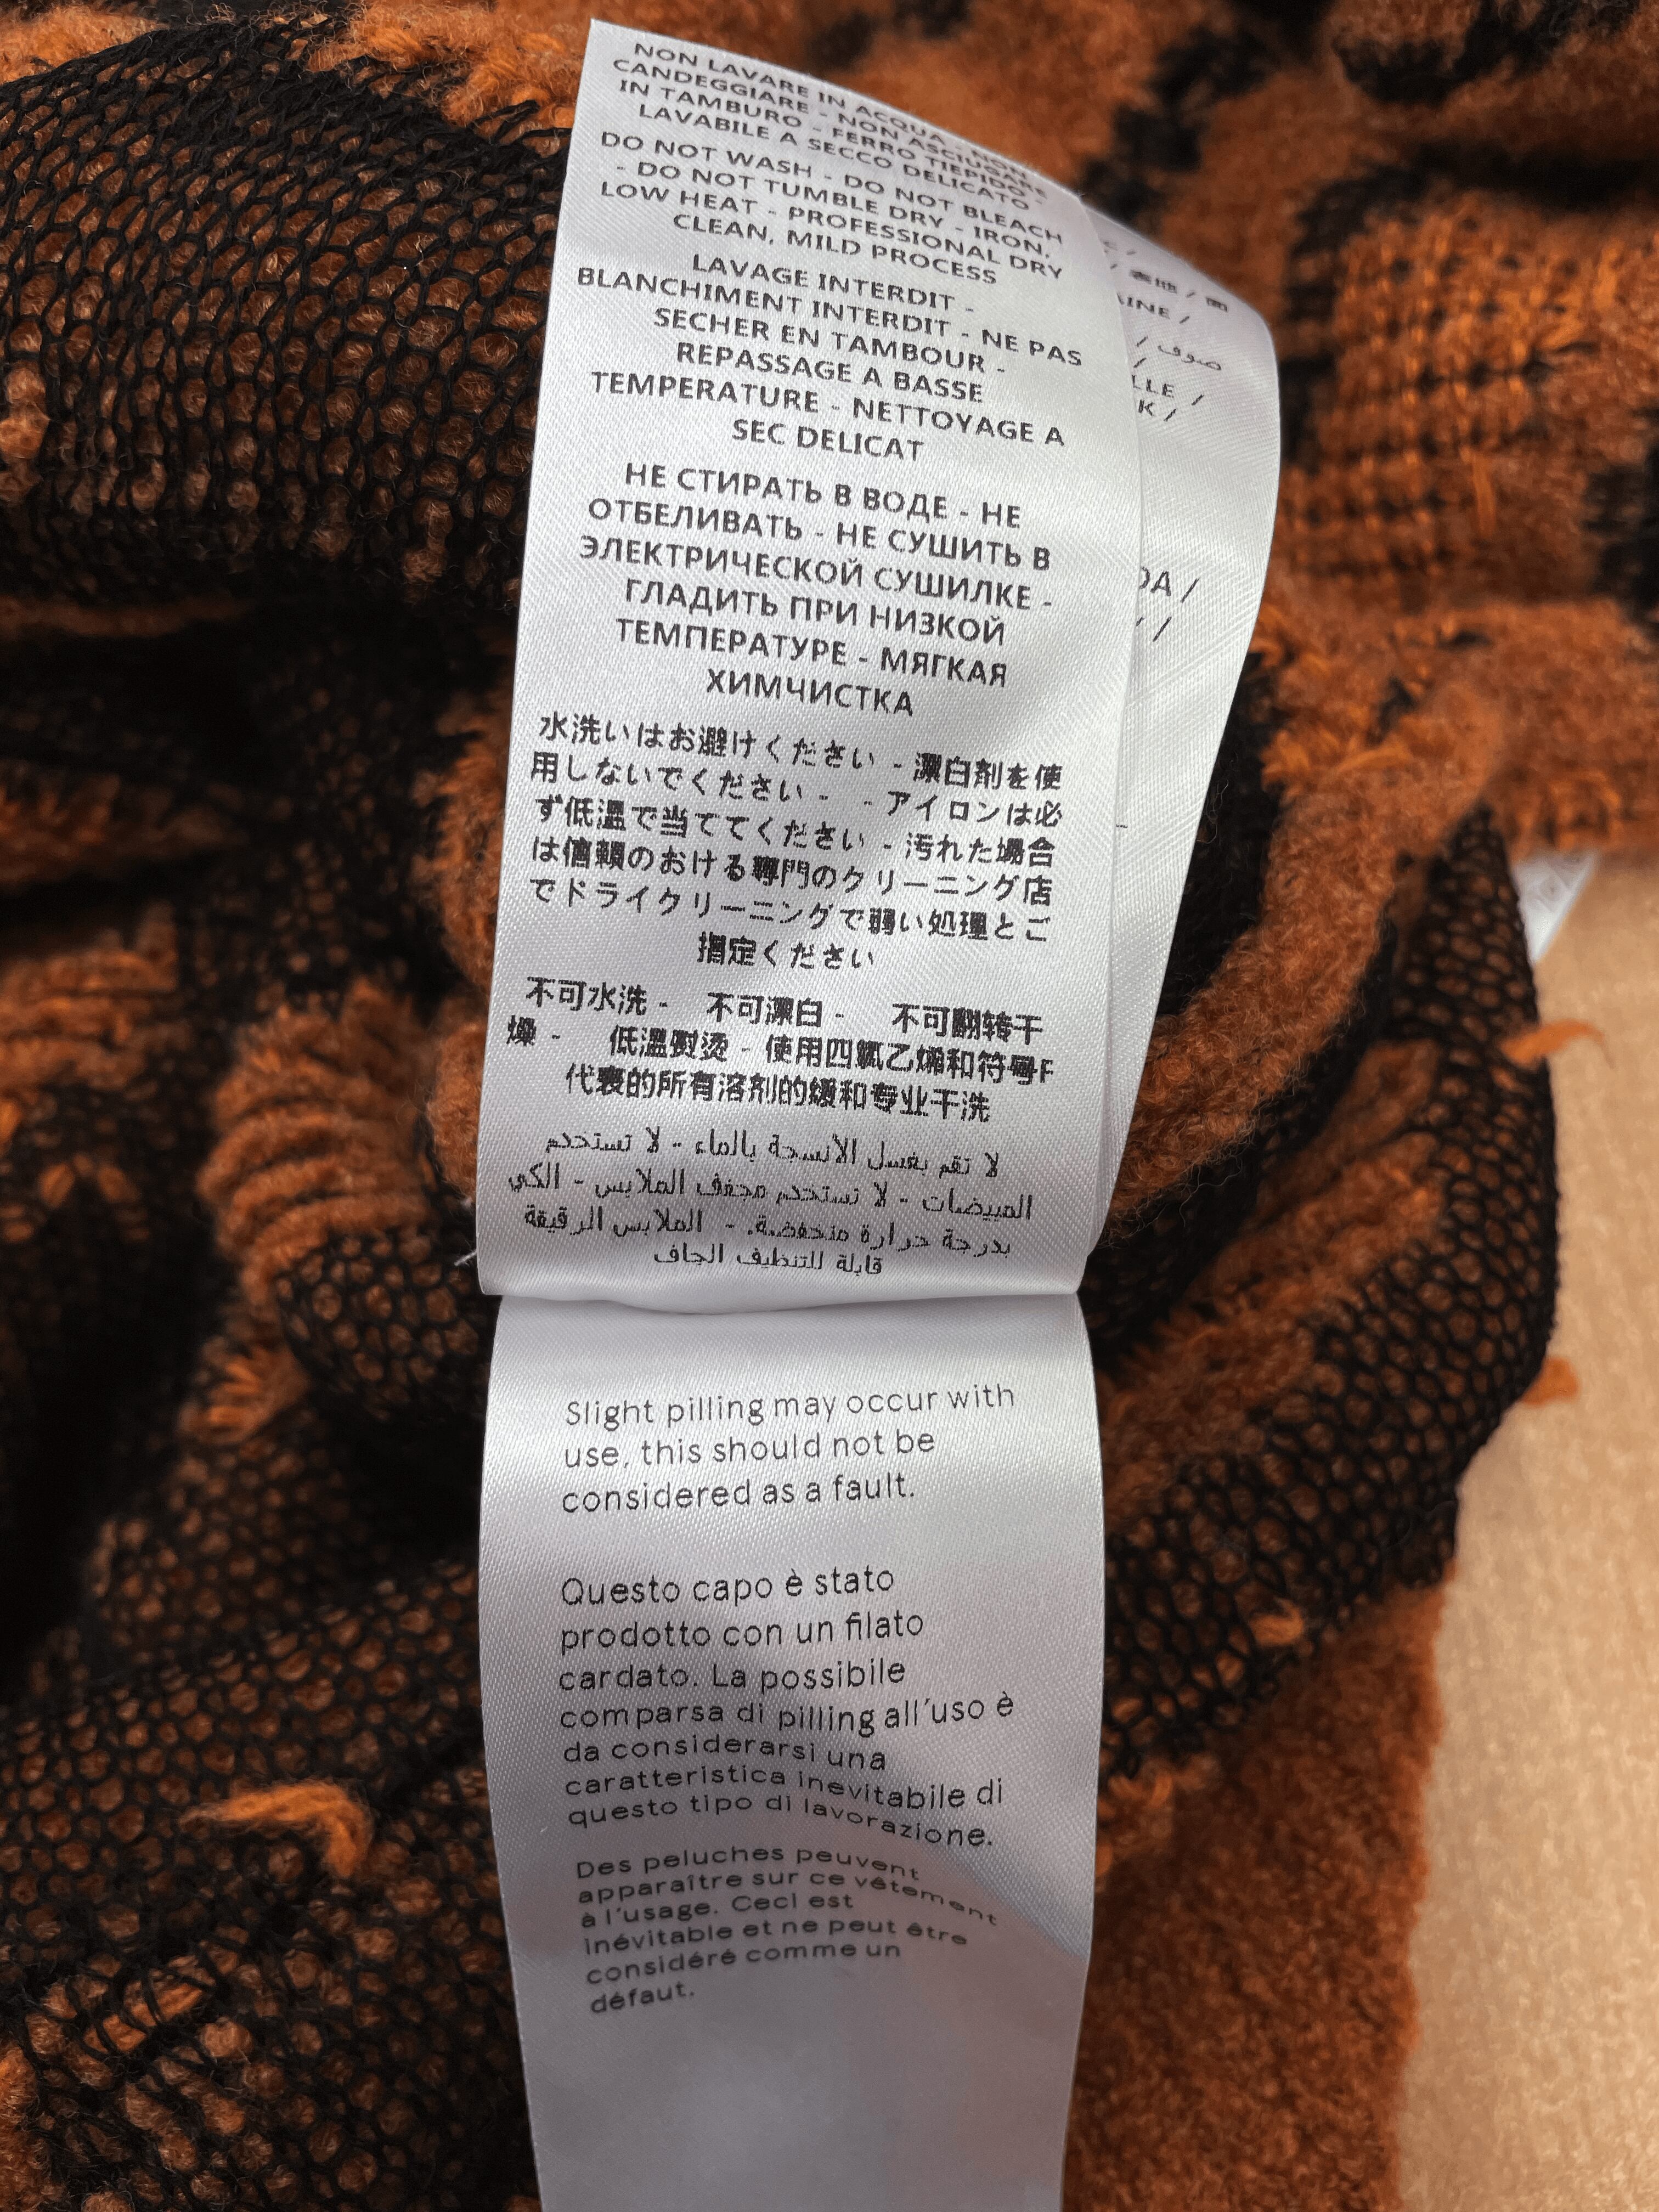 NON LAVARE IN ACQUA - NON
CANDEGGIARE - NON ASCIUGARE
IN TAMBURO - FERRO TIEPIDO -
LAVABILE A SECCO DELICATO
DO NOT WASH - DO NOT BLEACH
- DO NOT TUMBLE DRY - IRON,
LOW HEAT - PROFESSIONAL DRY
CLEAN, MILD PROCESS
LAVAGE INTERDIT -
BLANCHIMENT INTERDIT - NE PAS
SECHER EN TAMBOUR -
REPASSAGE A BASSE
TEMPERATURE - NETTOYAGE A
SEC DELICAT
НЕ СТИРАТЬ В ВОДЕ - НЕ
ОТБЕЛИВАТЬ - НЕ СУШИТЬ В
ЭЛЕКТРИЧЕСКОЙ СУШИЛКЕ -
ГЛАДИТЬ ПРИ НИЗКОЙ
ТЕМПЕРАТУРЕ - МЯГКАЯ
ХИМЧИСТКА
水洗いはお避けください - 漂白剤を使
用しないでください - - アイロンは必
ず低温で当ててください - 汚れた場合
は信頼のおける専門のクリーニング店
でドライクリーニングで弱い処理とご
指定ください
不可水洗 - 不可漂白 - 不可翻转干
燥 - 低温熨烫 - 使用四氯乙烯和符号F
代表的所有溶剂的缓和专业干洗
لا تقم بغسل الانسجة بالماء - لا تستخدم
المبيضات - لا تستخدم مجفف الملابس - الكي
بدرجة حرارة منخفضة. - الملابس الرقيقة
قابلة للتنظيف الجاف
表地 /
صوف /
Slight pilling may occur with
use, this should not be
considered as a fault.
Questo capo è stato
prodotto con un filato
cardato. La possibile
comparsa di pilling all'uso è
da considerarsi una
caratteristica inevitabile di
questo tipo di lavorazione.
Des peluches peuvent
apparaître sur ce vêtement
à l'usage. Ceci est
inévitable et ne peut être
considéré comme un
défaut.